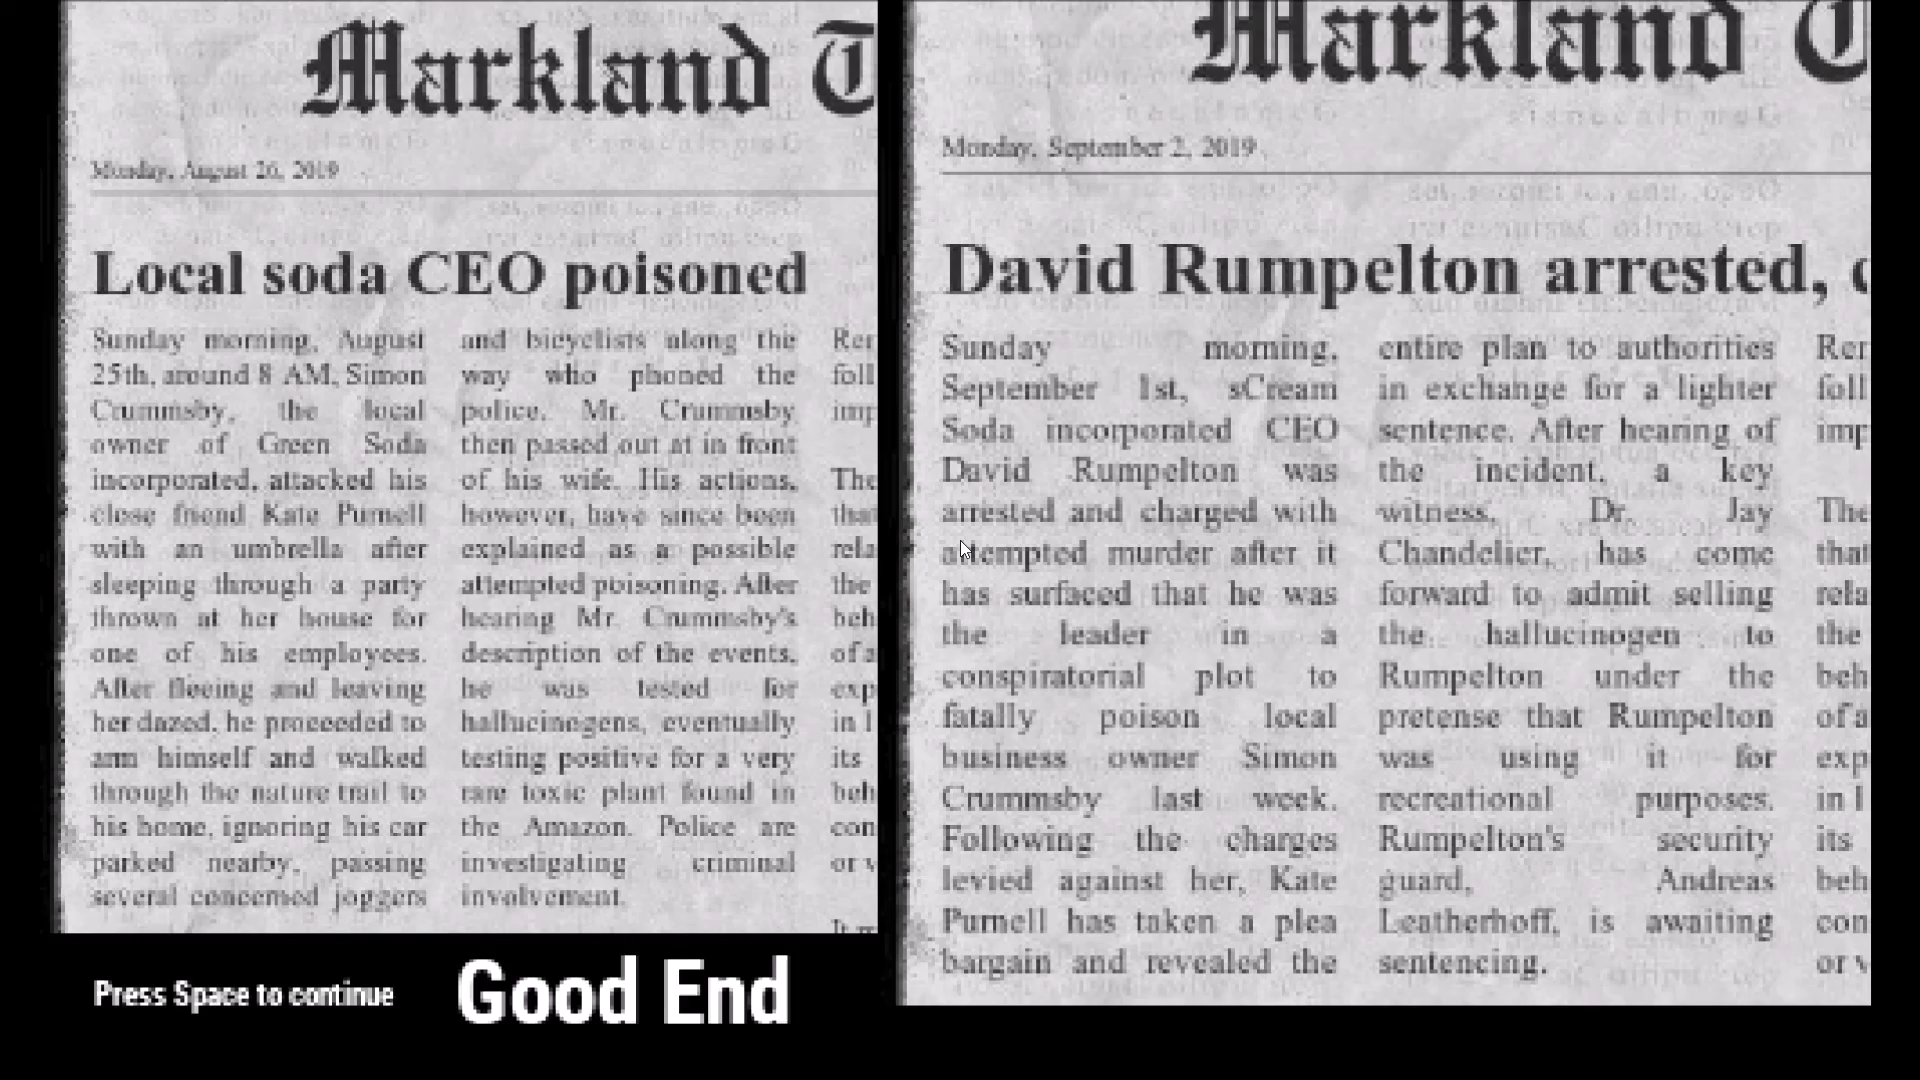 Markland T
Monday, August 26, 2019
Local soda CEO poisoned
Sunday morning, August
25th, around 8 AM, Simon
Crummsby, the local
owner of Green Soda
incorporated, attacked his
close friend Kate Purnell
with an umbrella after
sleeping through a party
thrown at her house for
one of his employees.
After fleeing and leaving
her dazed, he proceeded to
arm himself and walked
through the nature trail to
his home, ignoring his car
parked nearby, passing
several concerned joggers
and bicyclists along the
way who phoned the
police. Mr. Crummsby
then passed out at in front
of his wife. His actions,
however, have since been
explained as a possible
attempted poisoning. After
hearing Mr. Crummsby's
description of the events,
he was tested for
hallucinogens, eventually
testing positive for a very
rare toxic plant found in
the Amazon. Police are
investigating criminal
involvement.
Press Space to continue
Good End
Markland T
Monday, September 2, 2019
David Rumpelton arrested,
Sunday morning,
September 1st, sCream
Soda incorporated CEO
David Rumpelton was
arrested and charged with
attempted murder after it
has surfaced that he was
the leader in a
conspiratorial plot to
fatally poison local
business owner Simon
Crummsby last week.
Following the charges
levied against her, Kate
Purnell has taken a plea
bargain and revealed the
entire plan to authorities
in exchange for a lighter
sentence. After hearing of
the incident, a key
witness, Dr. Jay
Chandelier, has come
forward to admit selling
the hallucinogen to
Rumpelton under the
pretense that Rumpelton
was using it for
recreational purposes.
Rumpelton's security
guard, Andreas
Leatherhoff, is awaiting
sentencing.